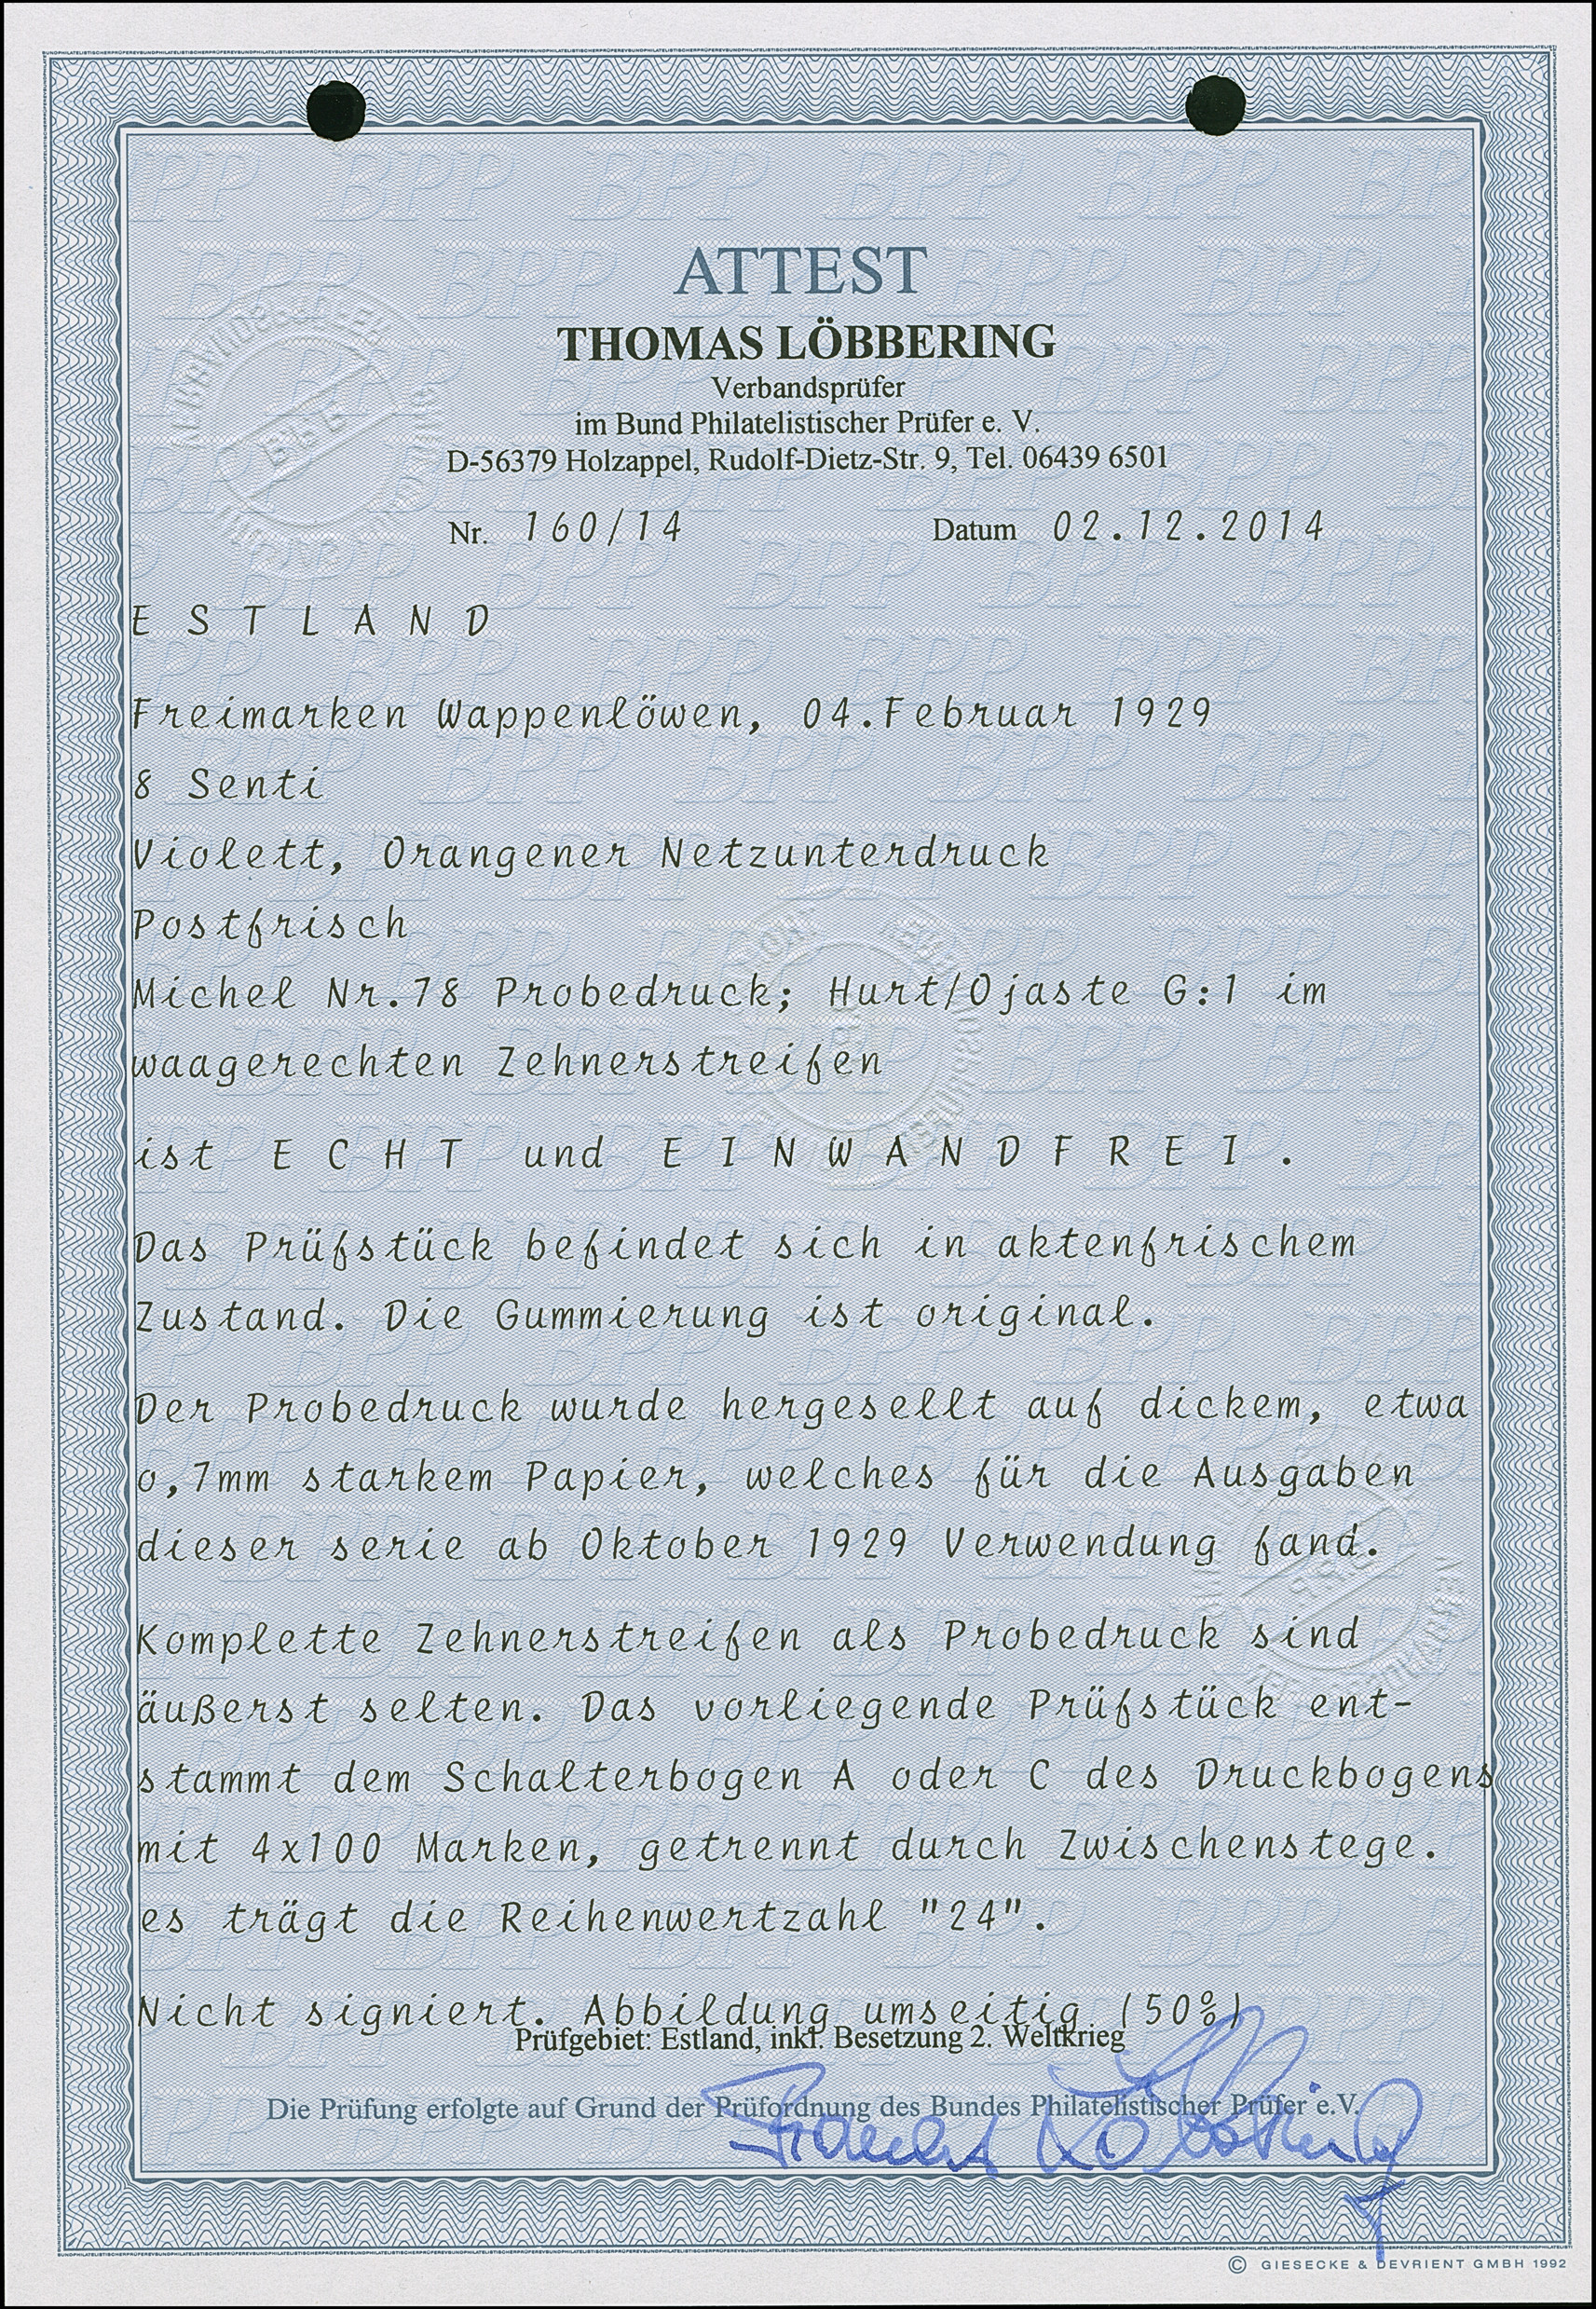 ATTEST
THOMAS LÖBBERING
Verbandsprüfer
im Bund Philatelistischer Prüfer e. V.
D-56379 Holzappel, Rudolf-Dietz-Str. 9, Tel. 06439 6501
Nr. 160/14 Datum 02.12.2014
E S T L A N D
Freimarken Wappenlöwen, 04.Februar 1929
8 Senti
Violett, Orangener Netzunterdruck
Postfrisch
Michel Nr.78 Probedruck; Hurt/Ojaste G:1 im
waagerechten Zehnerstreifen
ist E C H T und E I N W A N D F R E I .
Das Prüfstück befindet sich in aktenfrischem
Zustand. Die Gummierung ist original.
Der Probedruck wurde hergesellt auf dickem, etwa
o,7mm starkem Papier, welches für die Ausgaben
dieser serie ab Oktober 1929 Verwendung fand.
Komplette Zehnerstreifen als Probedruck sind
äußerst selten. Das vorliegende Prüfstück ent-
stammt dem Schalterbogen A oder C des Druckbogens
mit 4x100 Marken, getrennt durch Zwischenstege.
es trägt die Reihenwertzahl "24".
Nicht signiert. Abbildung umseitig (50%)
Prüfgebiet: Estland, inkl. Besetzung 2. Weltkrieg
Die Prüfung erfolgte auf Grund der Prüfordnung des Bundes Philatelistischer Prüfer e.V.
Thomas Löbbering
© GIESECKE & DEVRIENT GMBH 1992